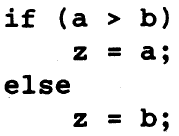 if (a > b)
    z = a;
else
    z = b;